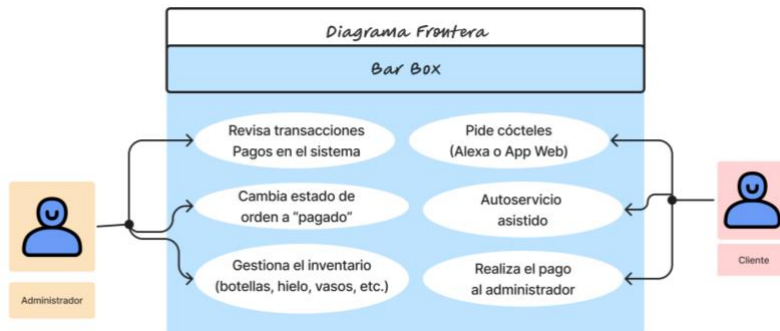 Diagrama Frontera
Bar Box
Revisa transacciones
Pagos en el sistema
Pide cócteles
(Alexa o App Web)
Cambia estado de
orden a "pagado"
Autoservicio
asistido
Gestiona el inventario
(botellas, hielo, vasos, etc.)
Realiza el pago
al administrador
Administrador
Cliente